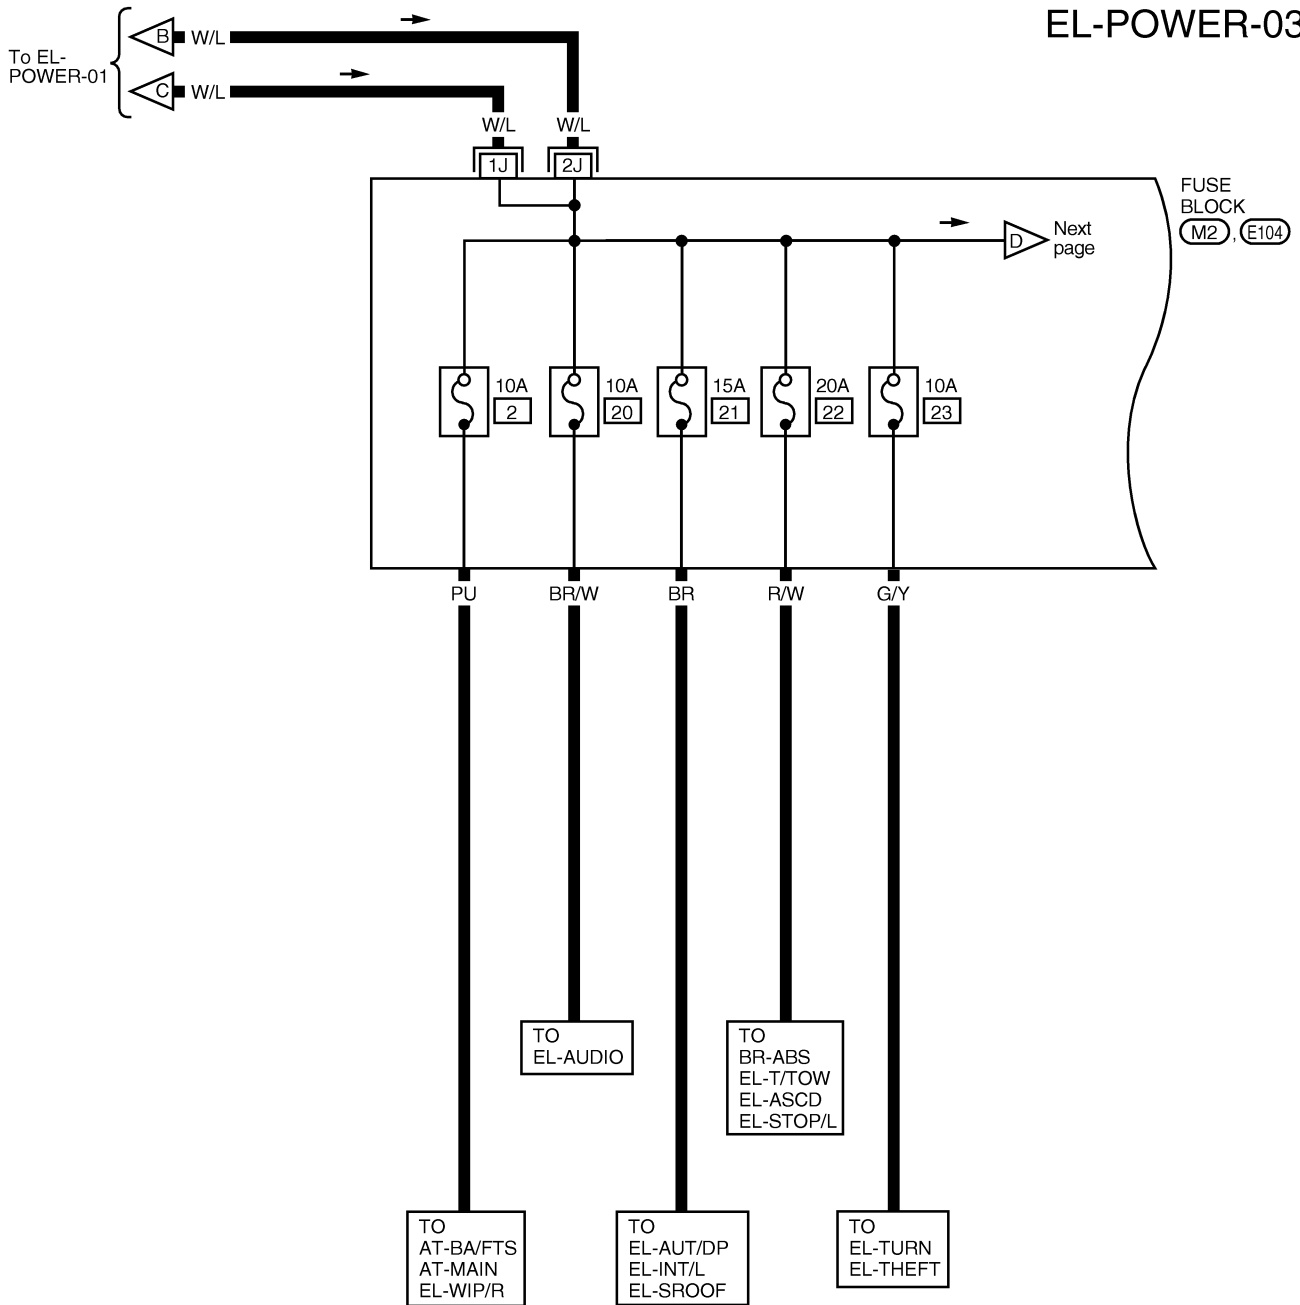 EL-POWER-03
To EL-
POWER-01
B
W/L
C
W/L
W/L
W/L
1J
2J
FUSE
BLOCK
M2 , E104
D
Next
page
10A
2
10A
20
15A
21
20A
22
10A
23
PU
BR/W
BR
R/W
G/Y
TO
EL-AUDIO
TO
BR-ABS
EL-T/TOW
EL-ASCD
EL-STOP/L
TO
AT-BA/FTS
AT-MAIN
EL-WIP/R
TO
EL-AUT/DP
EL-INT/L
EL-SROOF
TO
EL-TURN
EL-THEFT